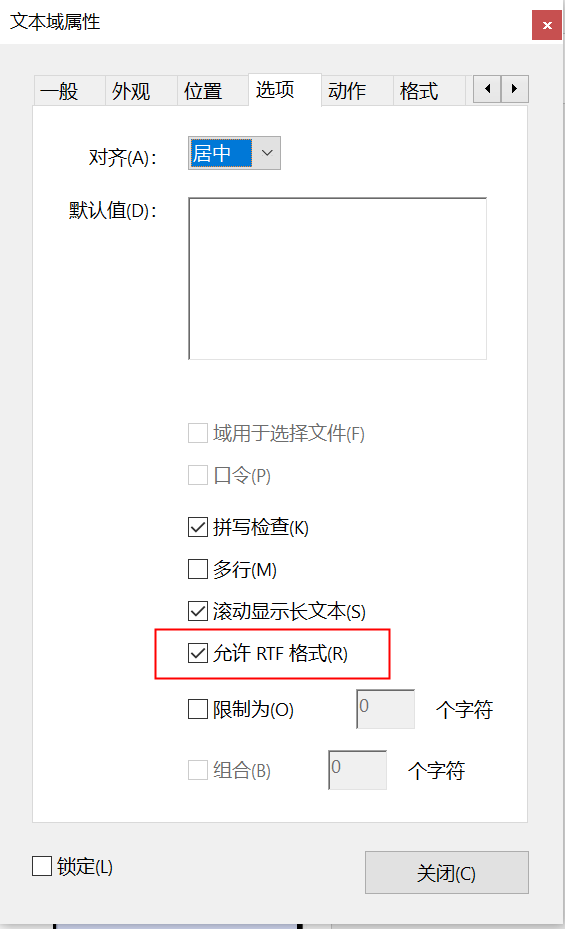 文本域属性
一般 外观 位置 选项 动作 格式
对齐(A): 居中
默认值(D):
域用于选择文件(F)
口令(P)
拼写检查(K)
多行(M)
滚动显示长文本(S)
允许 RTF 格式(R)
限制为(O) 0 个字符
组合(B) 0 个字符
锁定(L) 关闭(C)